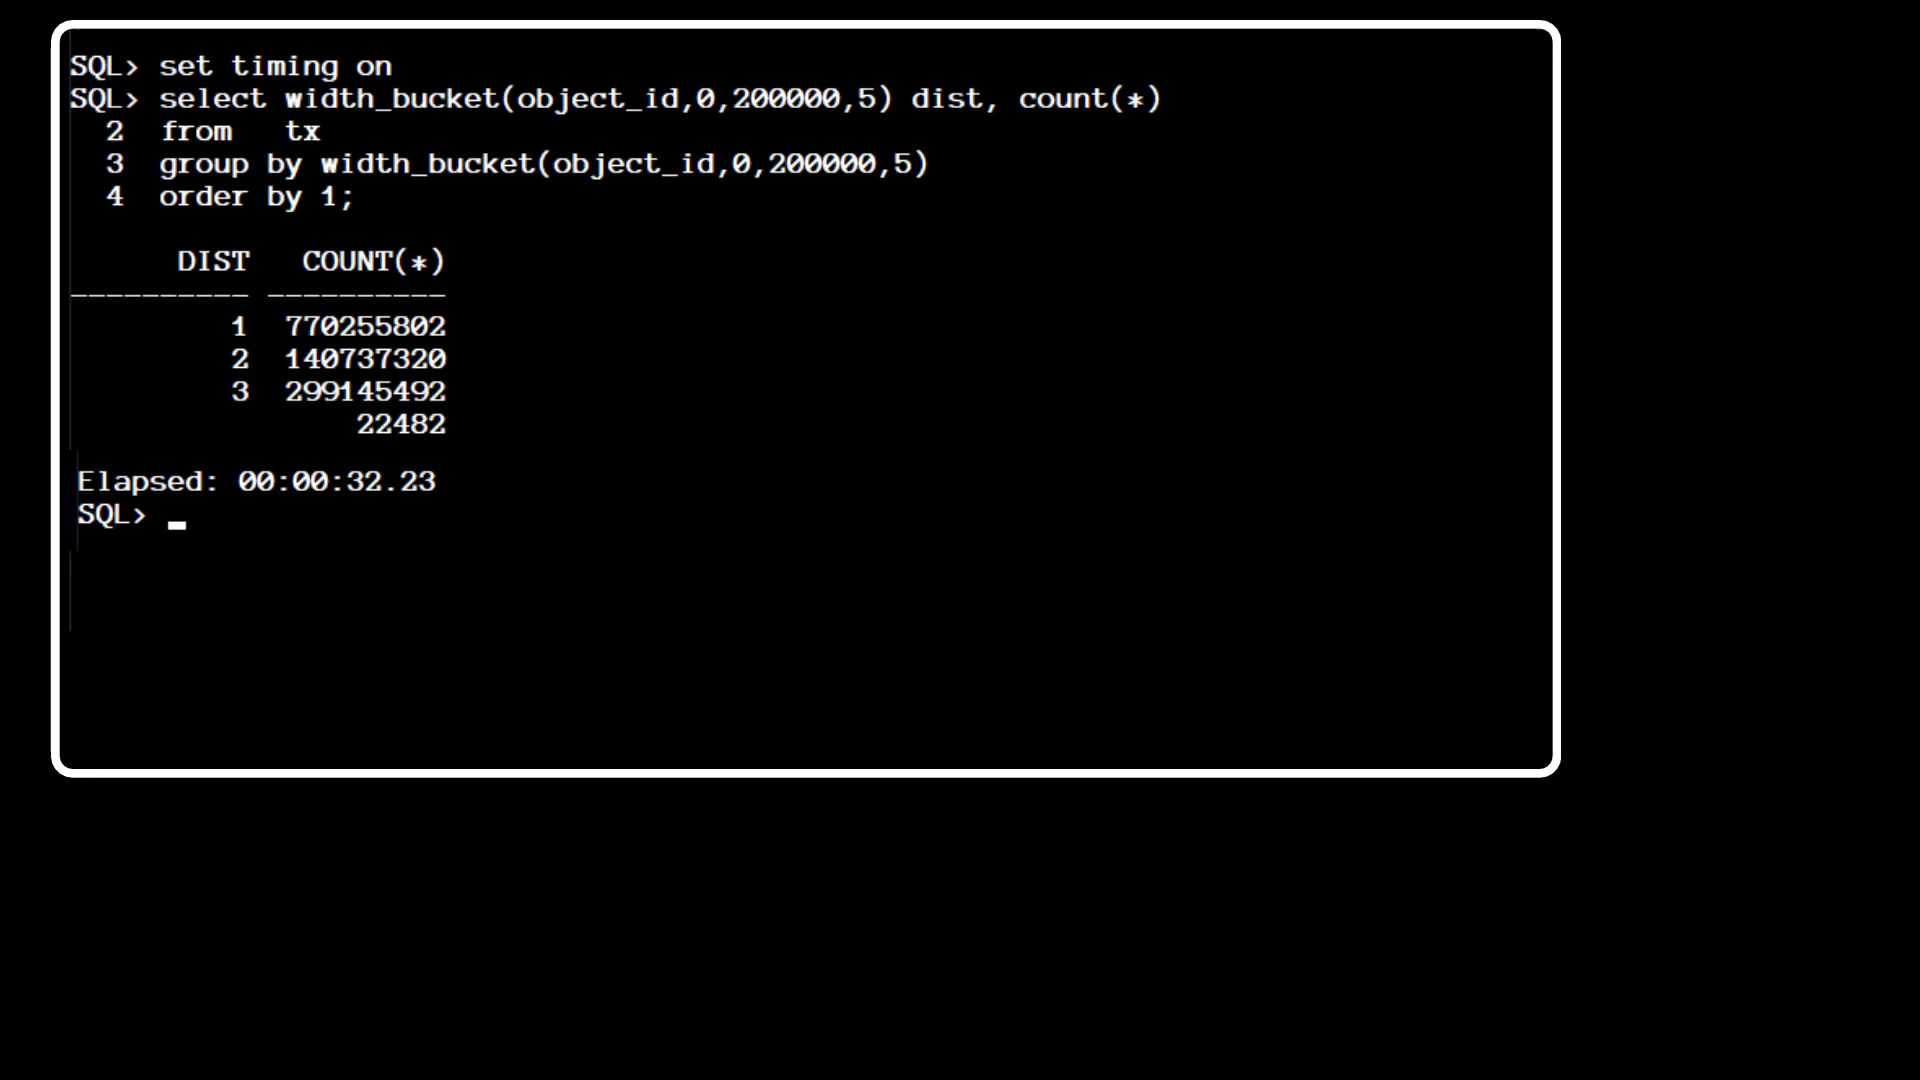 SQL> set timing on
SQL> select width_bucket(object_id,0,200000,5) dist, count(*)
  2  from   tx
  3  group by width_bucket(object_id,0,200000,5)
  4  order by 1;
      DIST   COUNT(*)
---------- ----------
         1  770255802
         2  140737320
         3  299145492
                22482
Elapsed: 00:00:32.23
SQL> _